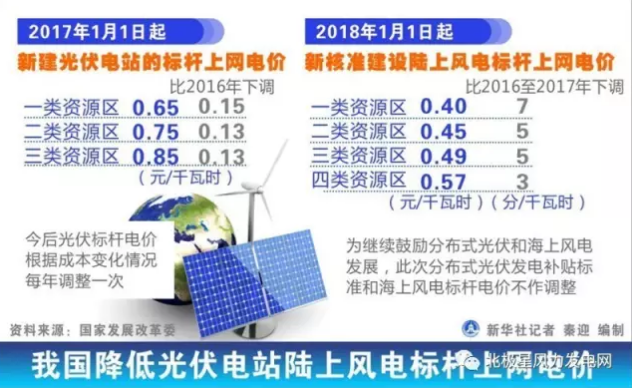 2017年1月1日起
新建光伏电站的标杆上网电价
比2016年下调
一类资源区 0.65 0.15
二类资源区 0.75 0.13
三类资源区 0.85 0.13
(元/千瓦时)
今后光伏标杆电价
根据成本变化情况
每年调整一次
2018年1月1日起
新核准建设陆上风电标杆上网电价
比2016至2017年下调
一类资源区 0.40 7
二类资源区 0.45 5
三类资源区 0.49 5
四类资源区 0.57 3
(元/千瓦时)(分/千瓦时)
为继续鼓励分布式光伏和海上风电
发展，此次分布式光伏发电补贴标
准和海上风电标杆电价不作调整
资料来源：国家发展改革委
新华社记者 秦迎 编制
我国降低光伏电站陆上风电标杆上网电价
北极星风力发电网